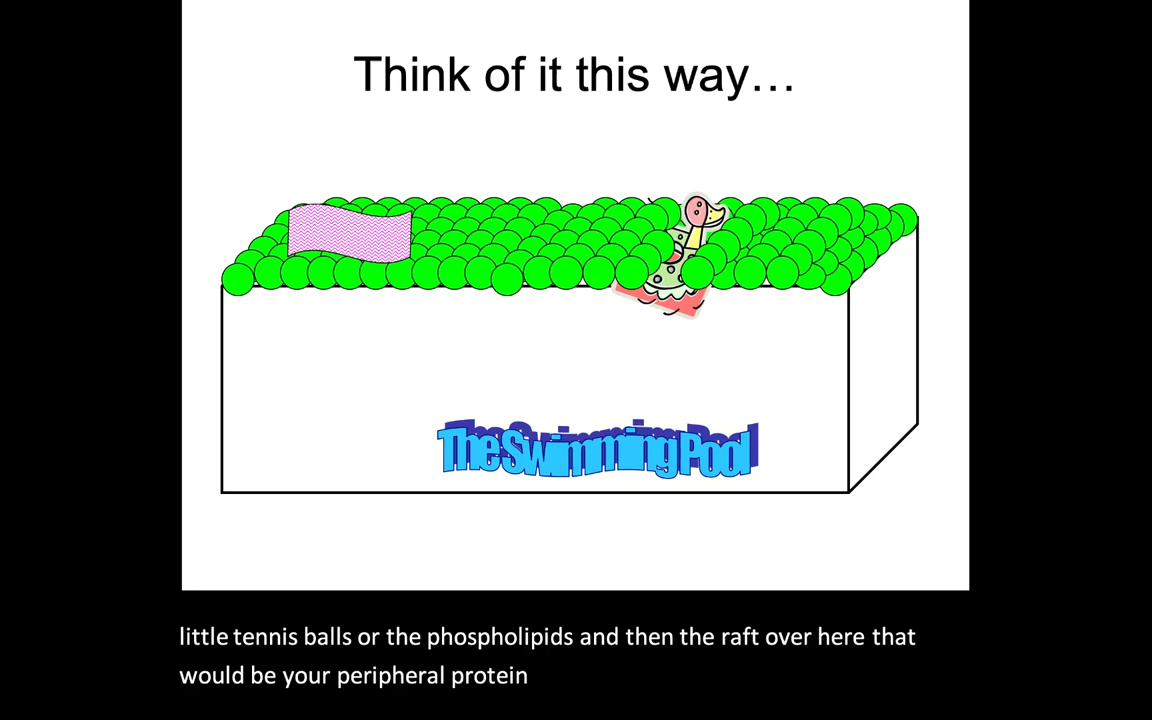 Think of it this way…
The Swimming Pool
little tennis balls or the phospholipids and then the raft over here that
would be your peripheral protein